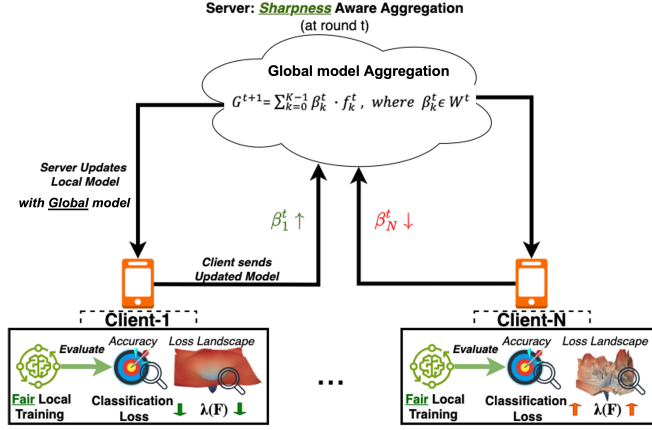 Server: Sharpness Aware Aggregation
(at round t)
Global model Aggregation
G^{t+1} = ∑_{k=0}^{K-1} β_k^t · f_k^t , where β_k^t ϵ W^t
Server Updates
Local Model
with Global model
β_1^t ↑
β_N^t ↓
Client sends
Updated Model
Client-1
Evaluate
Accuracy
Loss Landscape
Fair Local
Training
Classification
Loss
↓ λ(F) ↓
...
Client-N
Evaluate
Accuracy
Loss Landscape
Fair Local
Training
Classification
Loss
↑ λ(F) ↑